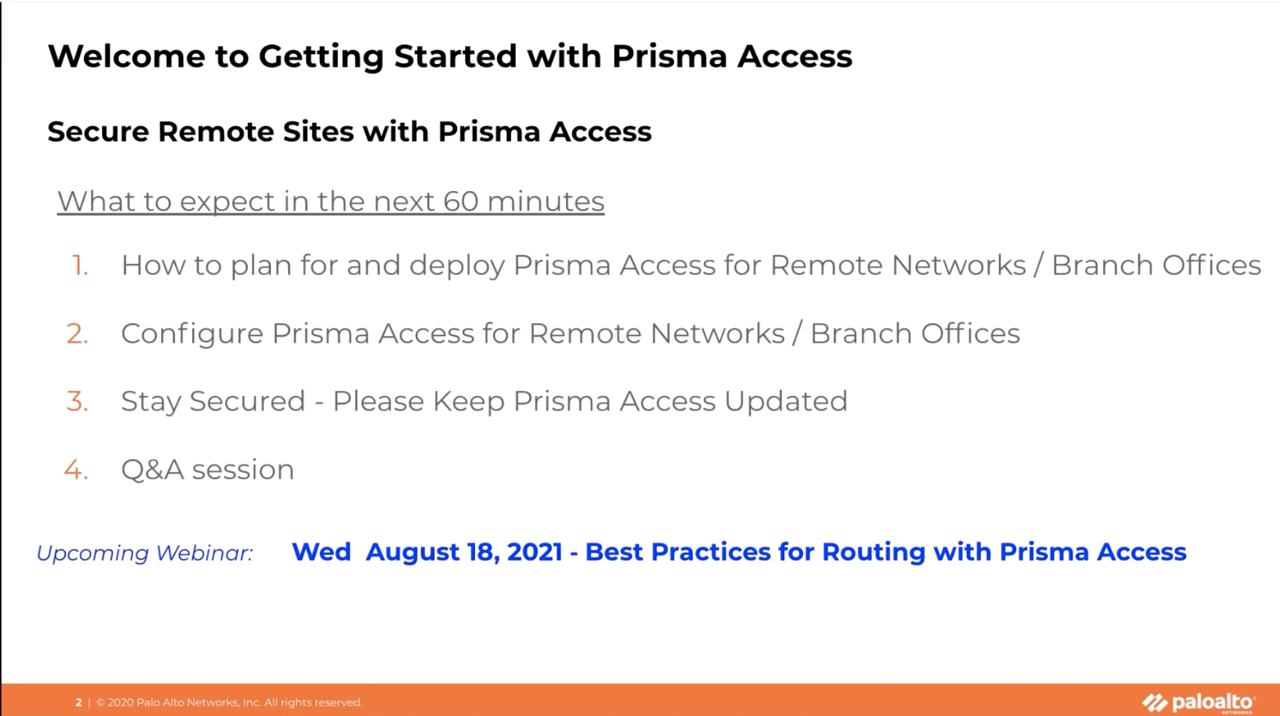 Welcome to Getting Started with Prisma Access
Secure Remote Sites with Prisma Access
What to expect in the next 60 minutes
1. How to plan for and deploy Prisma Access for Remote Networks / Branch Offices
2. Configure Prisma Access for Remote Networks / Branch Offices
3. Stay Secured - Please Keep Prisma Access Updated
4. Q&A session
Upcoming Webinar: Wed August 18, 2021 - Best Practices for Routing with Prisma Access
2 | © 2020 Palo Alto Networks, Inc. All rights reserved.
paloalto
NETWORKS